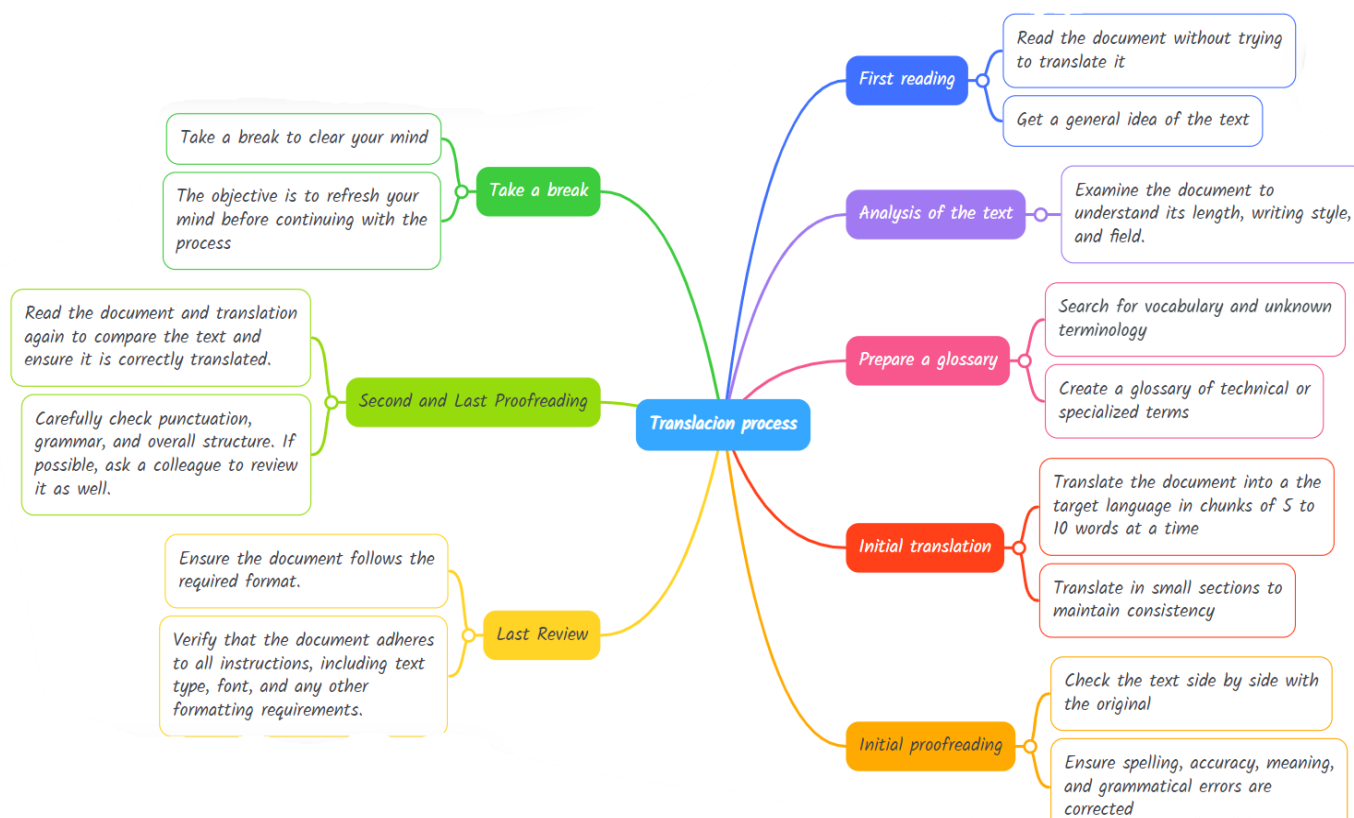 Translacion process
First reading
Read the document without trying
to translate it
Get a general idea of the text
Analysis of the text
Examine the document to
understand its length, writing style,
and field.
Prepare a glossary
Search for vocabulary and unknown
terminology
Create a glossary of technical or
specialized terms
Initial translation
Translate the document into a the
target language in chunks of 5 to
10 words at a time
Translate in small sections to
maintain consistency
Initial proofreading
Check the text side by side with
the original
Ensure spelling, accuracy, meaning,
and grammatical errors are
corrected
Take a break
Take a break to clear your mind
The objective is to refresh your
mind before continuing with the
process
Second and Last Proofreading
Read the document and translation
again to compare the text and
ensure it is correctly translated.
Carefully check punctuation,
grammar, and overall structure. If
possible, ask a colleague to review
it as well.
Last Review
Ensure the document follows the
required format.
Verify that the document adheres
to all instructions, including text
type, font, and any other
formatting requirements.